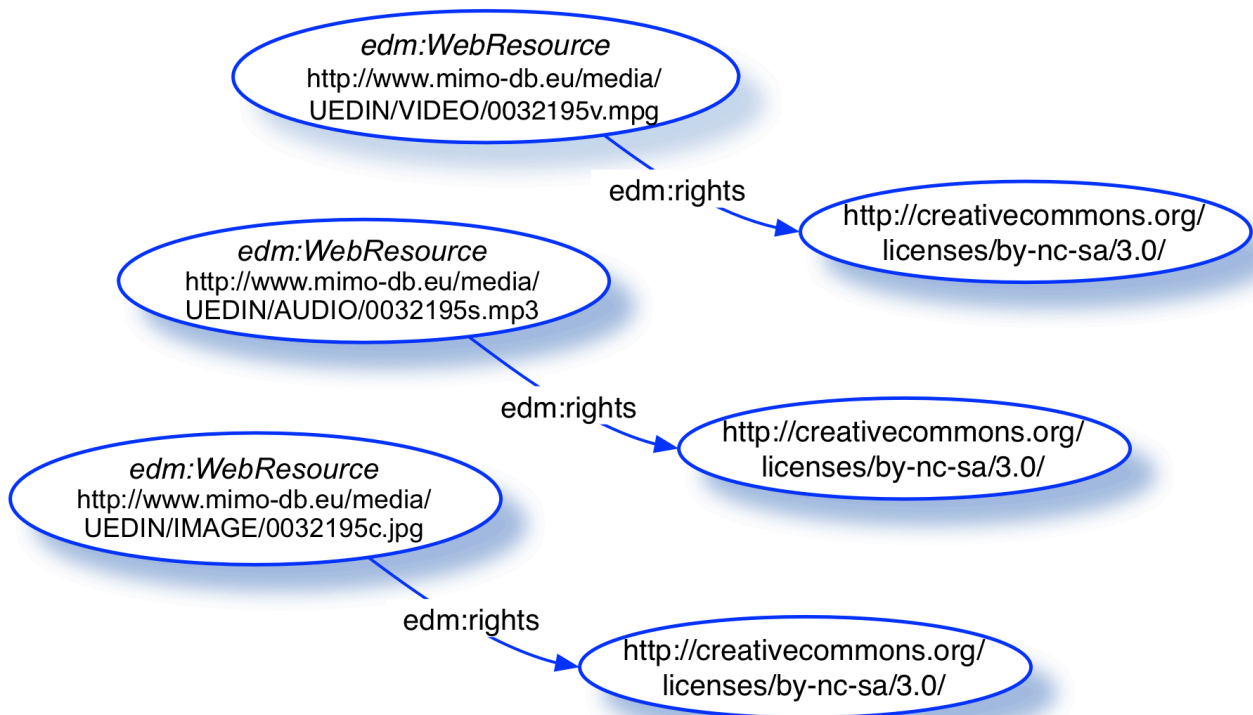 edm:WebResource
http://www.mimo-db.eu/media/
UEDIN/VIDEO/0032195v.mpg
edm:rights
http://creativecommons.org/
licenses/by-nc-sa/3.0/
edm:WebResource
http://www.mimo-db.eu/media/
UEDIN/AUDIO/0032195s.mp3
edm:rights
http://creativecommons.org/
licenses/by-nc-sa/3.0/
edm:WebResource
http://www.mimo-db.eu/media/
UEDIN/IMAGE/0032195c.jpg
edm:rights
http://creativecommons.org/
licenses/by-nc-sa/3.0/